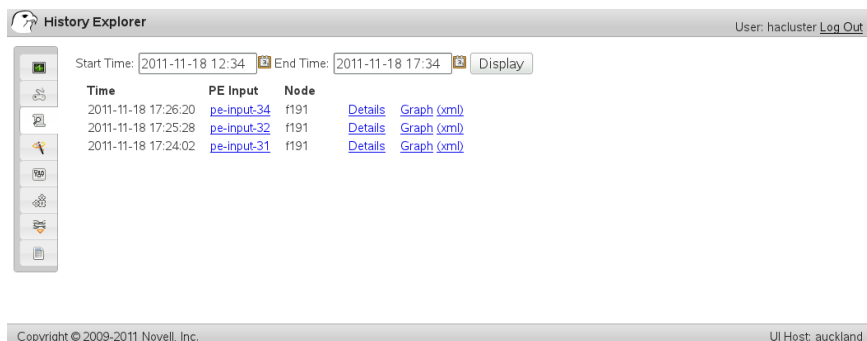 History Explorer
User: hacluster Log Out
Start Time: 2011-11-18 12:34 End Time: 2011-11-18 17:34 Display
Time PE Input Node
2011-11-18 17:26:20 pe-input-34 f191 Details Graph (xml)
2011-11-18 17:25:28 pe-input-32 f191 Details Graph (xml)
2011-11-18 17:24:02 pe-input-31 f191 Details Graph (xml)
Copyright © 2009-2011 Novell, Inc. UI Host: auckland